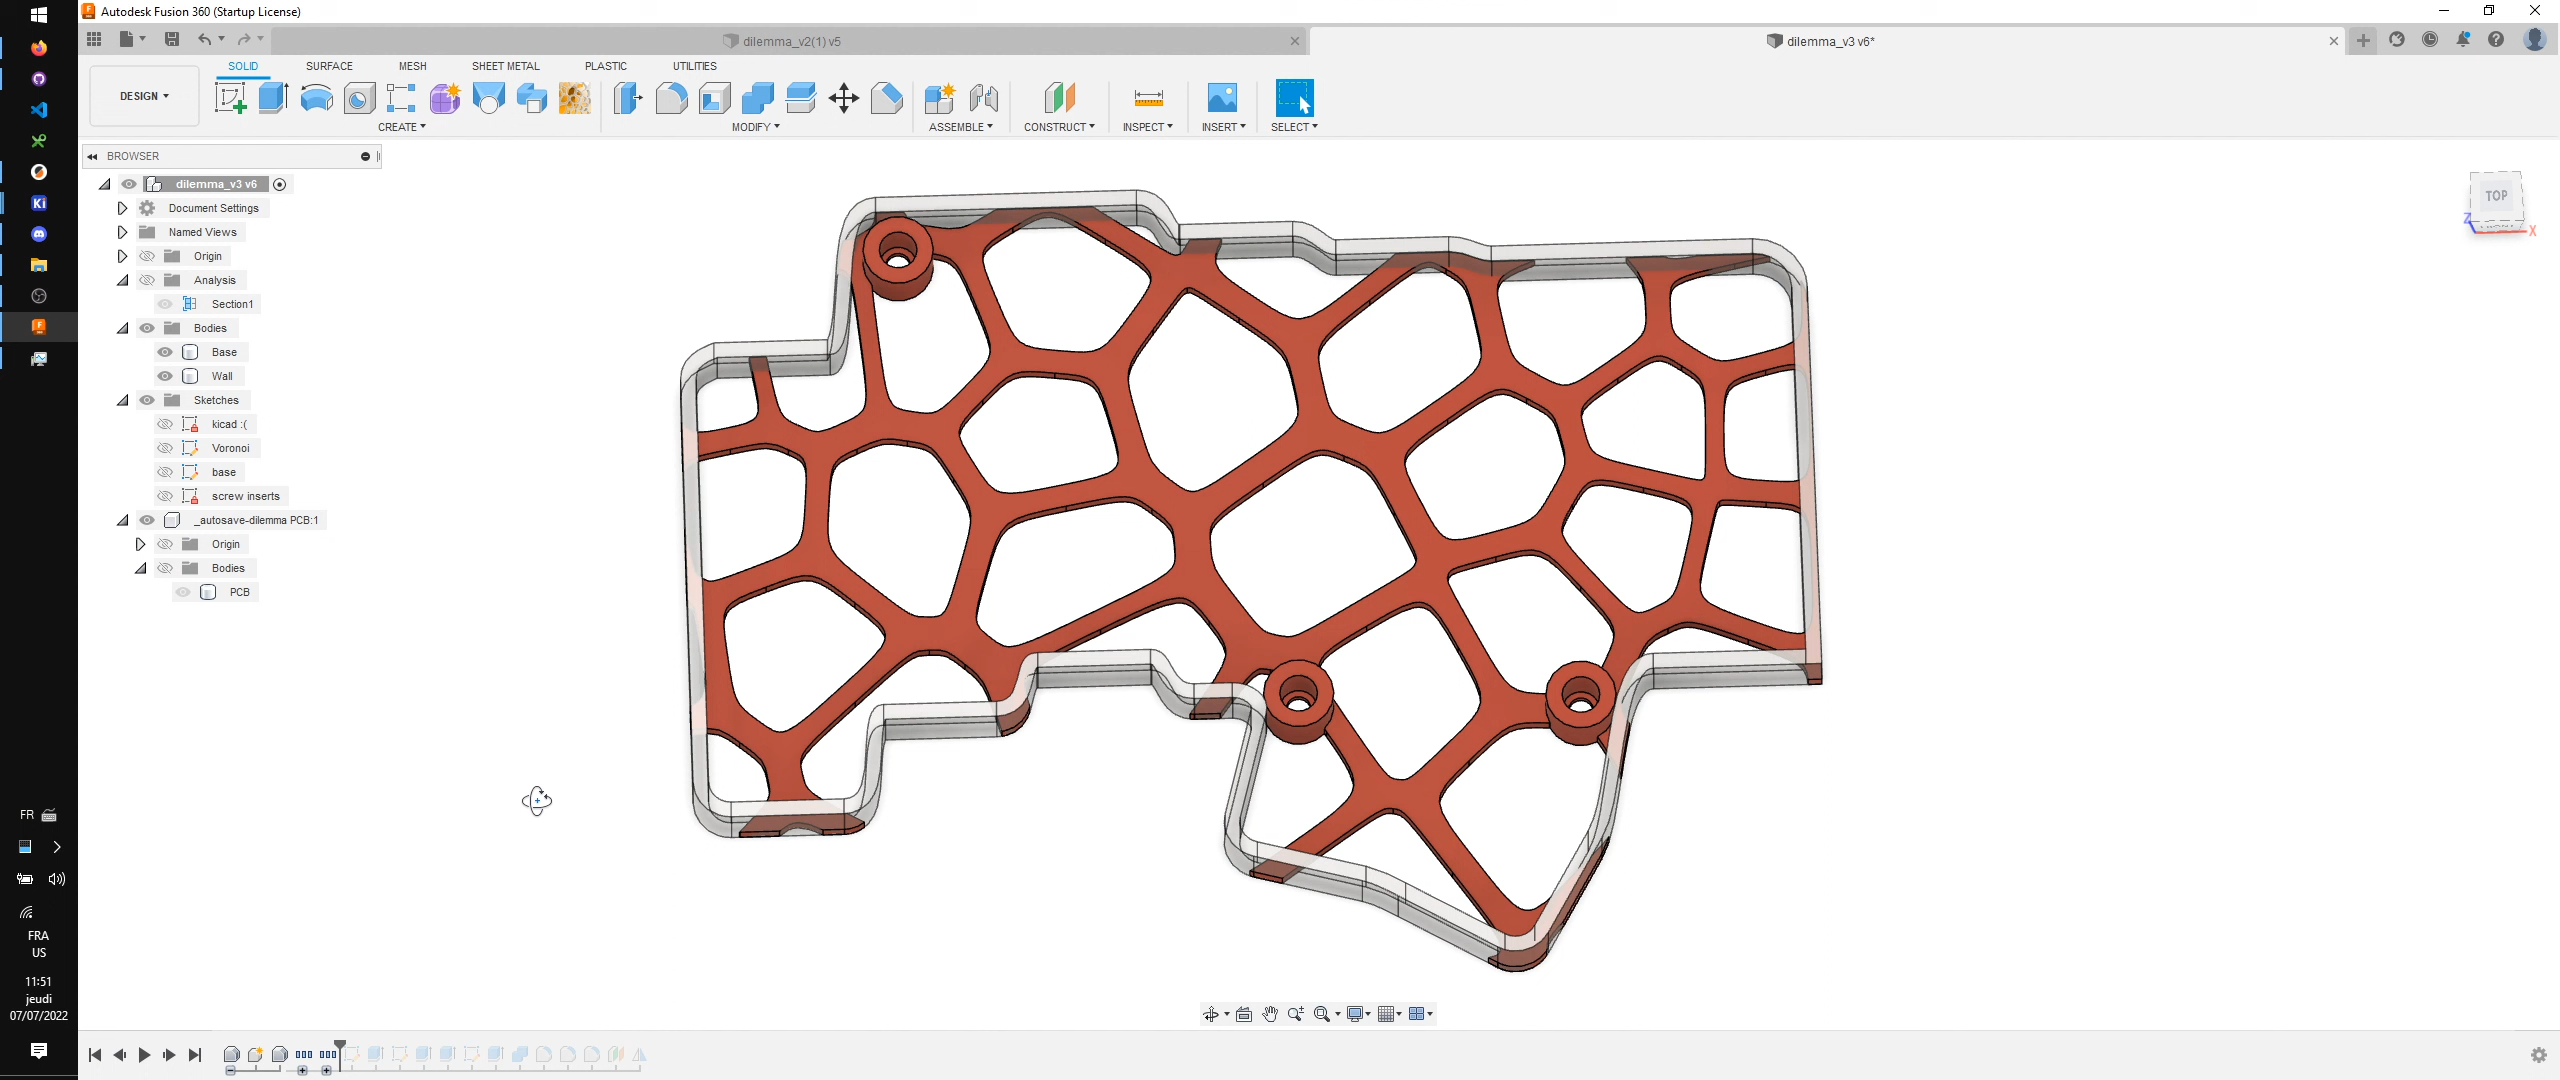 Autodesk Fusion 360 (Startup License)
dilemma_v2(1) v5
dilemma_v3 v6*
SOLID
SURFACE
MESH
SHEET METAL
PLASTIC
UTILITIES
DESIGN
CREATE
MODIFY
ASSEMBLE
CONSTRUCT
INSPECT
INSERT
SELECT
BROWSER
dilemma_v3 v6
Document Settings
Named Views
Origin
Analysis
Section1
Bodies
Base
Wall
Sketches
kicad :(
Voronoi
base
screw inserts
_autosave-dilemma PCB:1
Origin
Bodies
PCB
TOP
FRONT
Z
X
Ki
FR
FRA
US
11:51
jeudi
07/07/2022